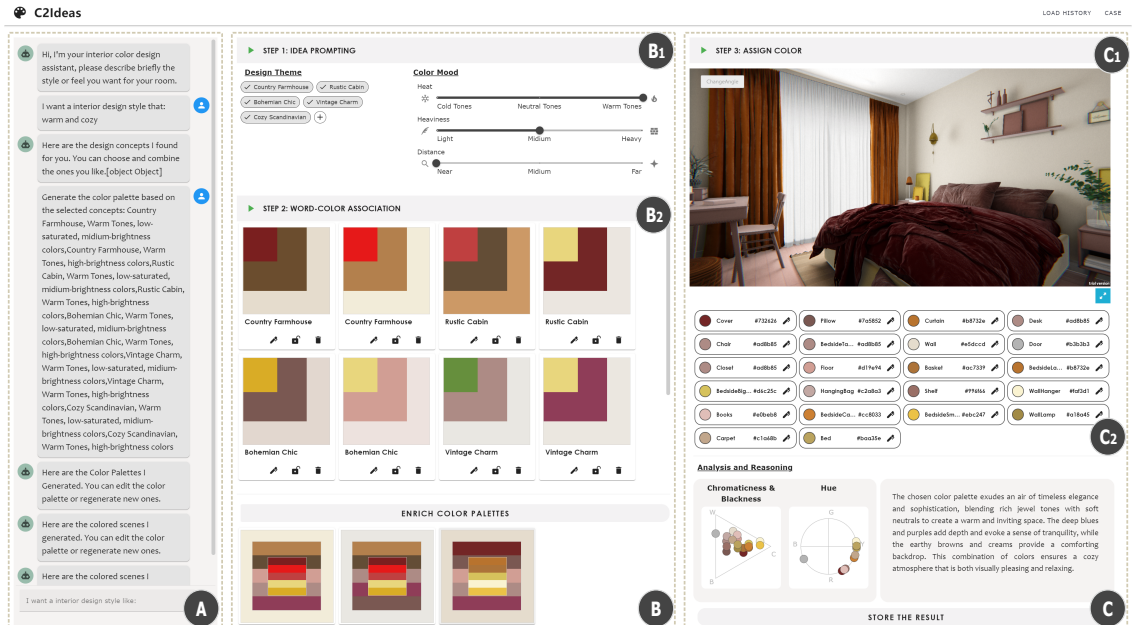 C2Ideas
LOAD HISTORY
CASE
Hi, I'm your interior color design
assistant, please describe briefly the
style or feel you want for your room.
I want a interior design style that:
warm and cozy
Here are the design concepts I found
for you. You can choose and combine
the ones you like.[object Object]
Generate the color palette based on
the selected concepts: Country
Farmhouse, Warm Tones, low-
saturated, midium-brightness
colors,Country Farmhouse, Warm
Tones, high-brightness colors,Rustic
Cabin, Warm Tones, low-saturated,
midium-brightness colors,Rustic Cabin,
Warm Tones, high-brightness
colors,Bohemian Chic, Warm Tones,
low-saturated, midium-brightness
colors,Bohemian Chic, Warm Tones,
high-brightness colors,Vintage Charm,
Warm Tones, low-saturated, midium-
brightness colors,Vintage Charm,
Warm Tones, high-brightness
colors,Cozy Scandinavian, Warm
Tones, low-saturated, midium-
brightness colors,Cozy Scandinavian,
Warm Tones, high-brightness colors
Here are the Color Palettes I
Generated. You can edit the color
palette or regenerate new ones.
Here are the colored scenes I
generated. You can edit the color
palette or regenerate new ones.
Here are the colored scenes I
I want a interior design style like:
A
STEP 1: IDEA PROMPTING
B1
Design Theme
Country Farmhouse
Rustic Cabin
Bohemian Chic
Vintage Charm
Cozy Scandinavian
Color Mood
Heat
Cold Tones
Neutral Tones
Warm Tones
Heaviness
Light
Midium
Heavy
Distance
Near
Midium
Far
STEP 2: WORD-COLOR ASSOCIATION
B2
Country Farmhouse
Country Farmhouse
Rustic Cabin
Rustic Cabin
Bohemian Chic
Bohemian Chic
Vintage Charm
Vintage Charm
ENRICH COLOR PALETTES
B
STEP 3: ASSIGN COLOR
C1
ChangeAngle
Cover #732626
Pillow #7a5852
Curtain #b8732e
Desk #ad8b85
Chair #ad8b85
BedsideTa... #ad8b85
Wall #e5dccd
Door #b3b3b3
Closet #ad8b85
Floor #d19e94
Basket #ac7339
BedsideLa... #b8732e
BedsideBig... #d6c25c
HangingBag #c2a8a3
Shelf #996f66
WallHanger #faf3d1
Books #e0beb8
BedsideCa... #cc8033
BedsideSm... #ebc247
WallLamp #a18a45
Carpet #c1a68b
Bed #baa35e
C2
Analysis and Reasoning
Chromaticness &
Blackness
W
C
B
Hue
G
B
Y
R
The chosen color palette exudes an air of timeless elegance
and sophistication, blending rich jewel tones with soft
neutrals to create a warm and inviting space. The deep blues
and purples add depth and evoke a sense of tranquility, while
the earthy browns and creams provide a comforting
backdrop. This combination of colors ensures a cozy
atmosphere that is both visually pleasing and relaxing.
STORE THE RESULT
C